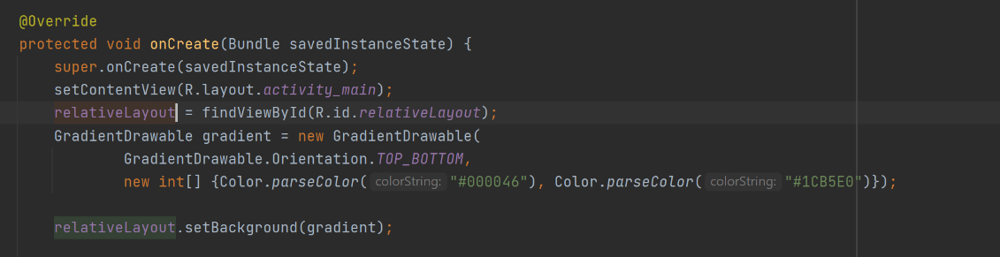 @Override
protected void onCreate(Bundle savedInstanceState) {
super.onCreate(savedInstanceState);
setContentView(R.layout.activity_main);
relativeLayout = findViewById(R.id.relativeLayout);
GradientDrawable gradient = new GradientDrawable(
GradientDrawable.Orientation.TOP_BOTTOM,
new int[] {Color.parseColor( colorString: "#000046"), Color.parseColor( colorString: "#1CB5E0")});
relativeLayout.setBackground(gradient);